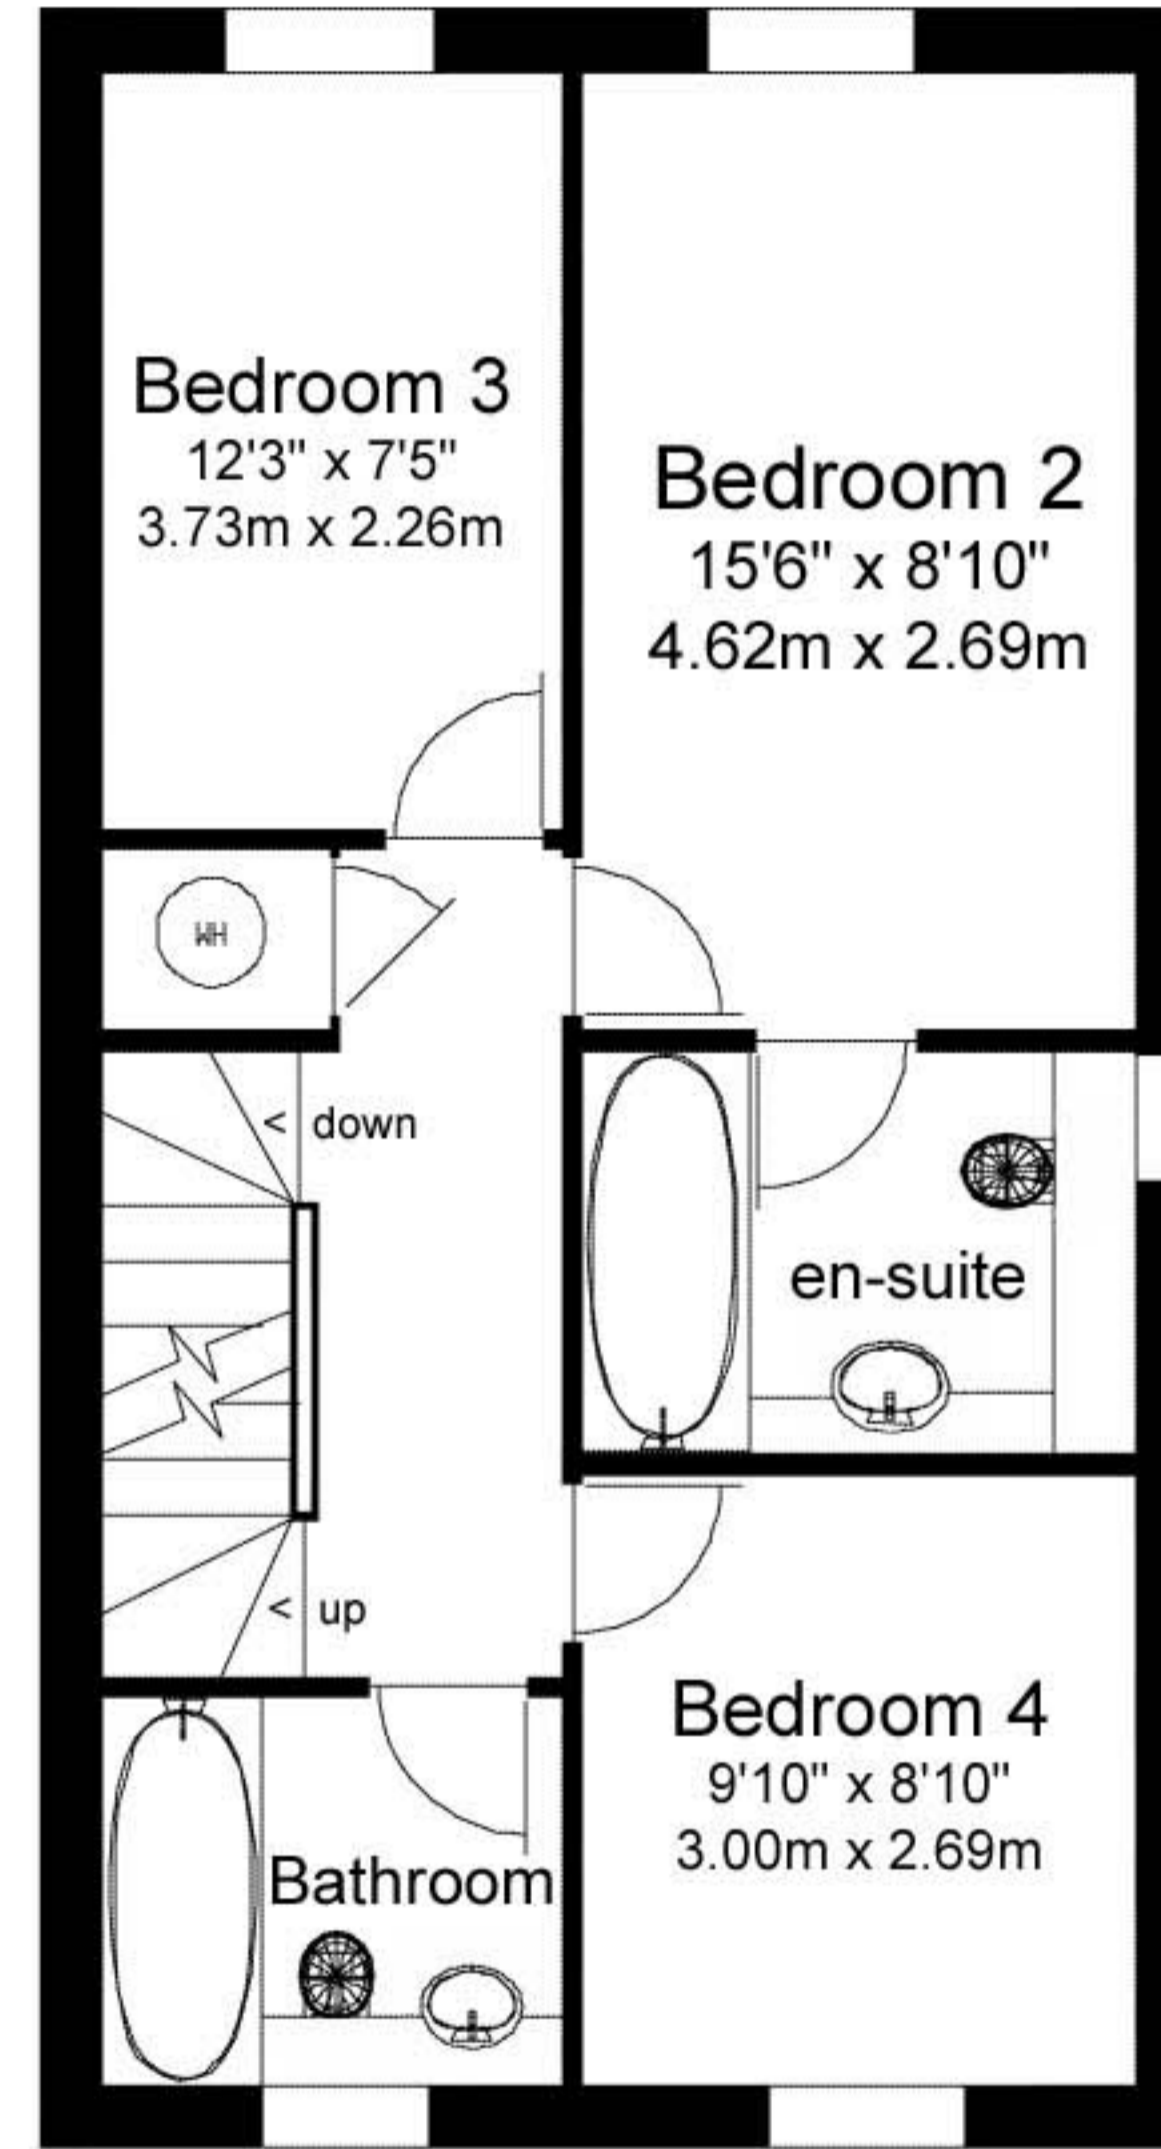 Bedroom 3
12'3" x 7'5"
3.73m x 2.26m
Bedroom 2
15'6" x 8'10"
4.62m x 2.69m
WH
< down
en-suite
< up
Bedroom 4
9'10" x 8'10"
3.00m x 2.69m
Bathroom